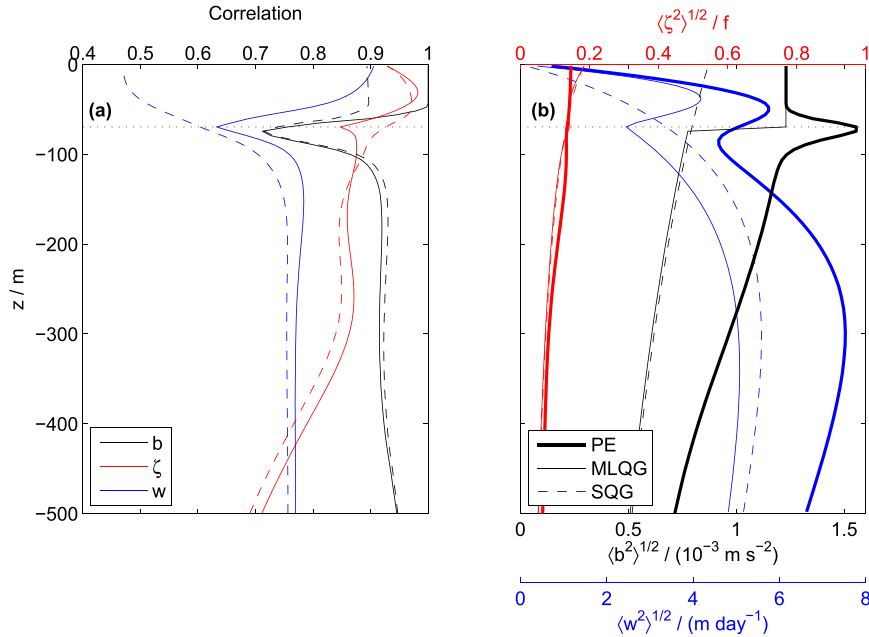 Correlation
0.4 0.5 0.6 0.7 0.8 0.9 1
(a)
0
−100
−200
−300
−400
−500
z / m
b
ζ
w
⟨ζ²⟩^1/2 / f
0 0.2 0.4 0.6 0.8 1
(b)
PE
MLQG
SQG
0 0.5 1 1.5
⟨b²⟩^1/2 / (10⁻³ m s⁻²)
0 2 4 6 8
⟨w²⟩^1/2 / (m day⁻¹)